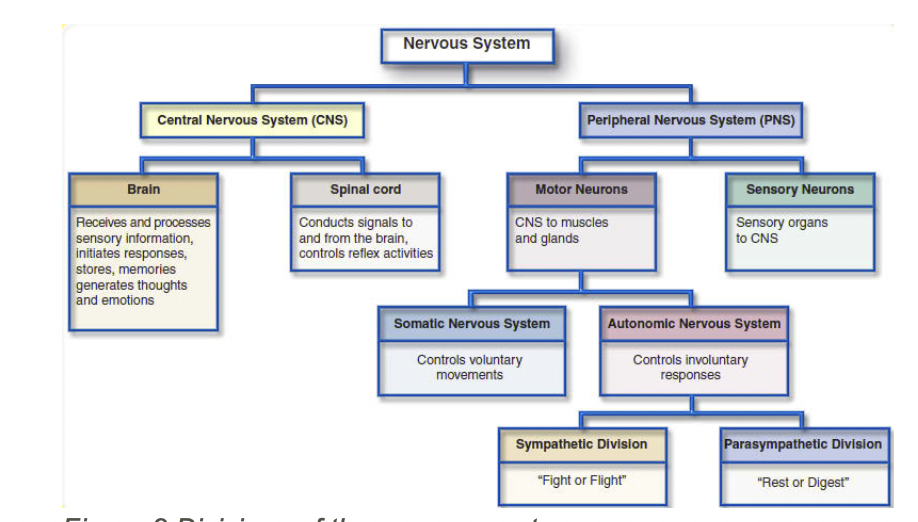 Nervous System
Central Nervous System (CNS)
Peripheral Nervous System (PNS)
Brain
Receives and processes
sensory information,
initiates responses,
stores, memories
generates thoughts
and emotions
Spinal cord
Conducts signals to
and from the brain,
controls reflex activities
Motor Neurons
CNS to muscles
and glands
Sensory Neurons
Sensory organs
to CNS
Somatic Nervous System
Controls voluntary
movements
Autonomic Nervous System
Controls involuntary
responses
Sympathetic Division
“Fight or Flight”
Parasympathetic Division
“Rest or Digest”